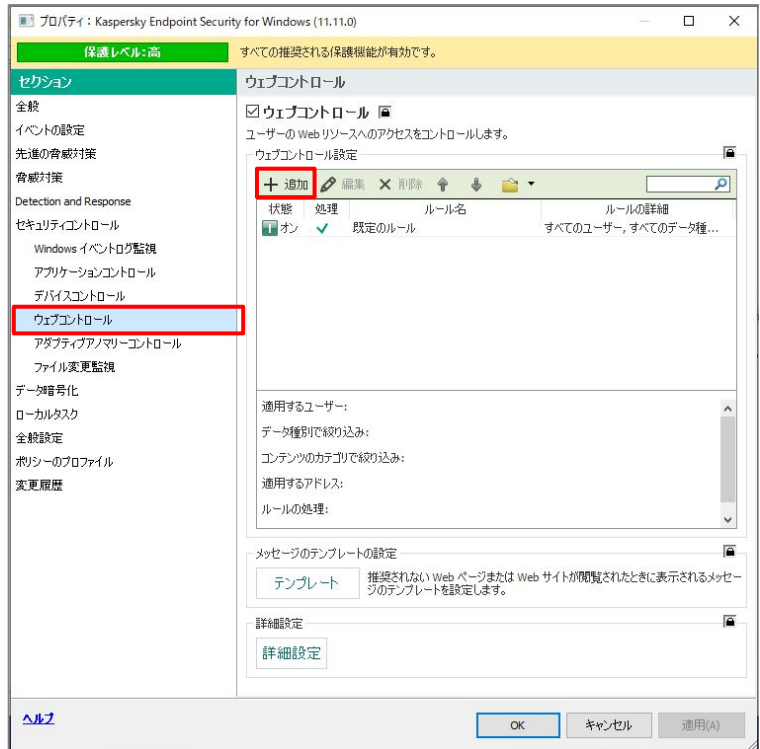 プロパティ：Kaspersky Endpoint Security for Windows (11.11.0)
保護レベル：高
すべての推奨される保護機能が有効です。
セクション
全般
イベントの設定
先進の脅威対策
脅威対策
Detection and Response
セキュリティコントロール
Windows イベントログ監視
アプリケーションコントロール
デバイスコントロール
ウェブコントロール
アダプティブアノマリーコントロール
ファイル変更監視
データ暗号化
ローカルタスク
全般設定
ポリシーのプロファイル
変更履歴
ウェブコントロール
ウェブコントロール
ユーザーの Web リソースへのアクセスをコントロールします。
ウェブコントロール設定
追加 編集 削除
状態 処理 ルール名 ルールの詳細
オン 既定のルール すべてのユーザー, すべてのデータ種...
適用するユーザー:
データ種別で絞り込み:
コンテンツのカテゴリで絞り込み:
適用するアドレス:
ルールの処理:
メッセージのテンプレートの設定
テンプレート
推奨されない Web ページまたは Web サイトが閲覧されたときに表示されるメッセー
ジのテンプレートを設定します。
詳細設定
詳細設定
ヘルプ
OK キャンセル 適用(A)